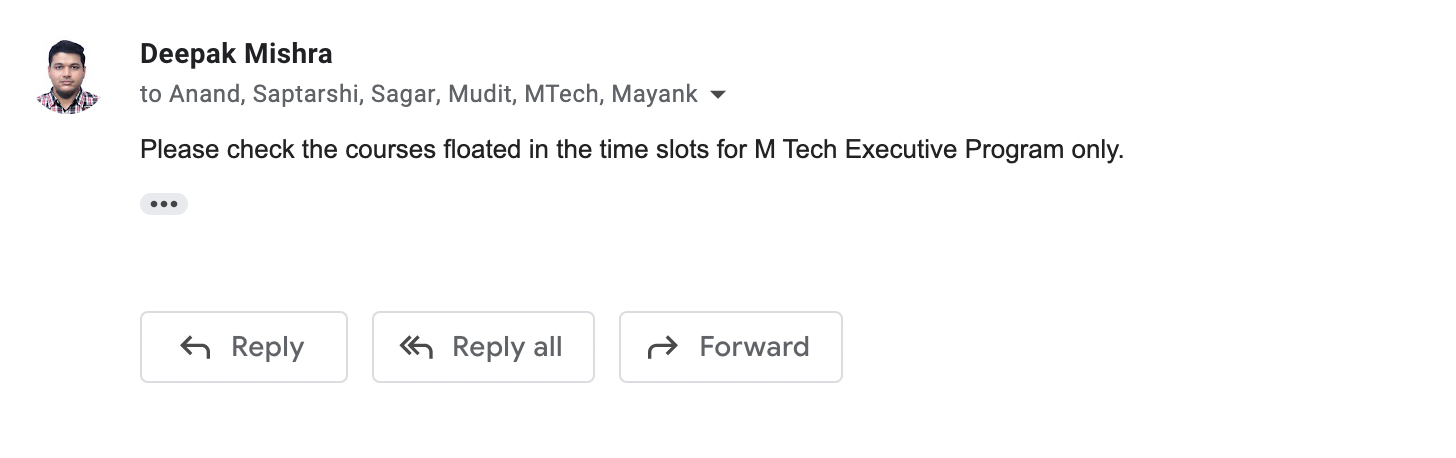 Deepak Mishra
to Anand, Saptarshi, Sagar, Mudit, MTech, Mayank
Please check the courses floated in the time slots for M Tech Executive Program only.
Reply
Reply all
Forward